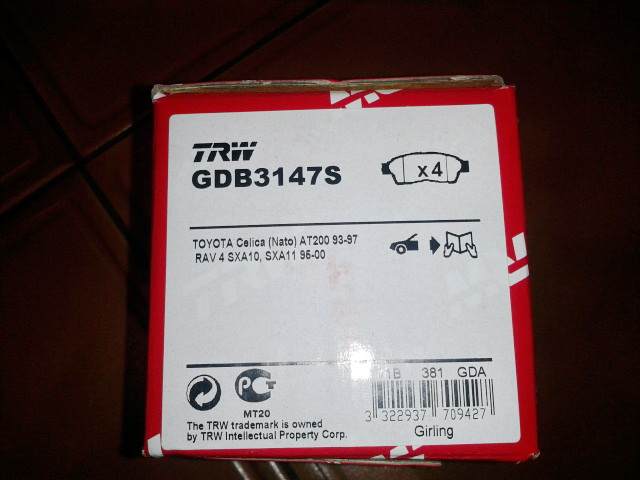 TRW
GDB3147S
x4
TOYOTA Celica (Nato) AT200 93-97
RAV 4 SXA10, SXA11 95-00
MT20
The TRW trademark is owned
by TRW Intellectual Property Corp.
1B 381 GDA
3 322937 709427
Girling